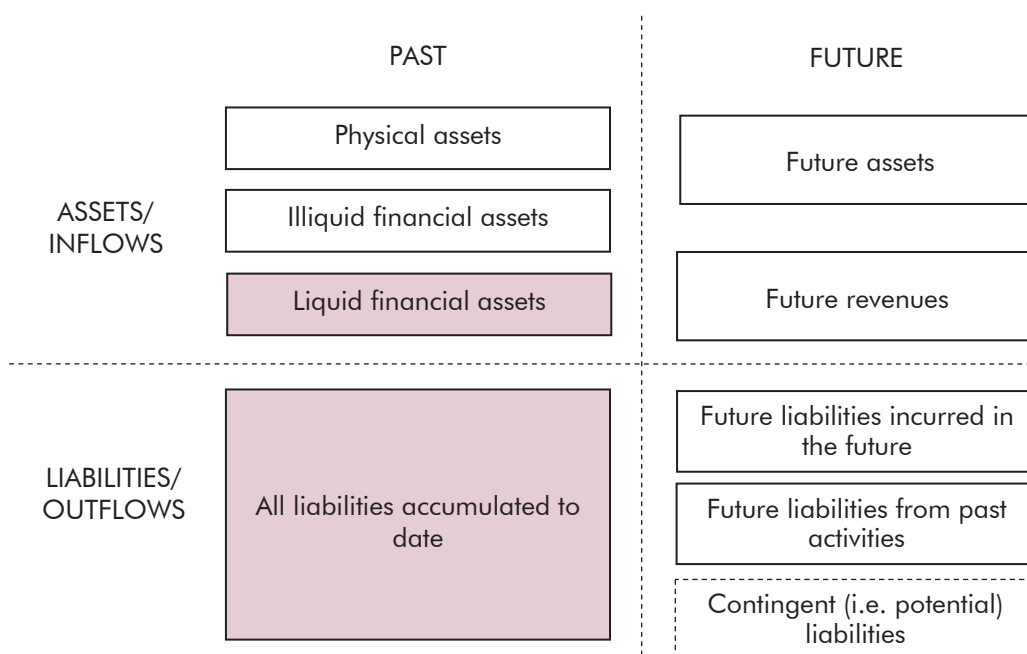 PAST
FUTURE
Physical assets
Future assets
ASSETS/
INFLOWS
Illiquid financial assets
Liquid financial assets
Future revenues
LIABILITIES/
OUTFLOWS
All liabilities accumulated to
date
Future liabilities incurred in
the future
Future liabilities from past
activities
Contingent (i.e. potential)
liabilities